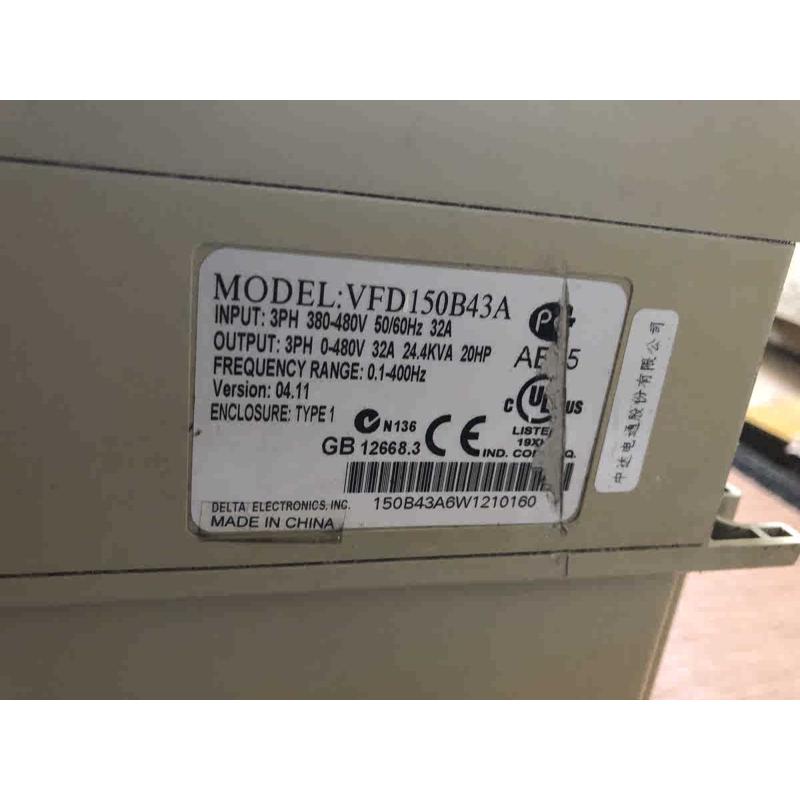 MODEL:VFD150B43A
INPUT: 3PH 380-480V 50/60Hz 32A
OUTPUT: 3PH 0-480V 32A 24.4KVA 20HP
FREQUENCY RANGE: 0.1-400Hz
Version: 04.11
ENCLOSURE: TYPE 1
N136
GB 12668.3
CE
C UL US
IND.
150B43A6W1210160
DELTA ELECTRONICS, INC.
MADE IN CHINA
中达电通股份有限公司